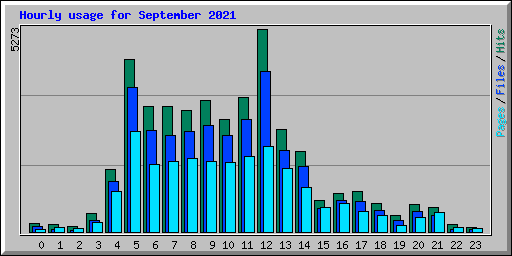 Hourly usage for September 2021
5273
Pages/Files/Hits
0 1 2 3 4 5 6 7 8 9 10 11 12 13 14 15 16 17 18 19 20 21 22 23